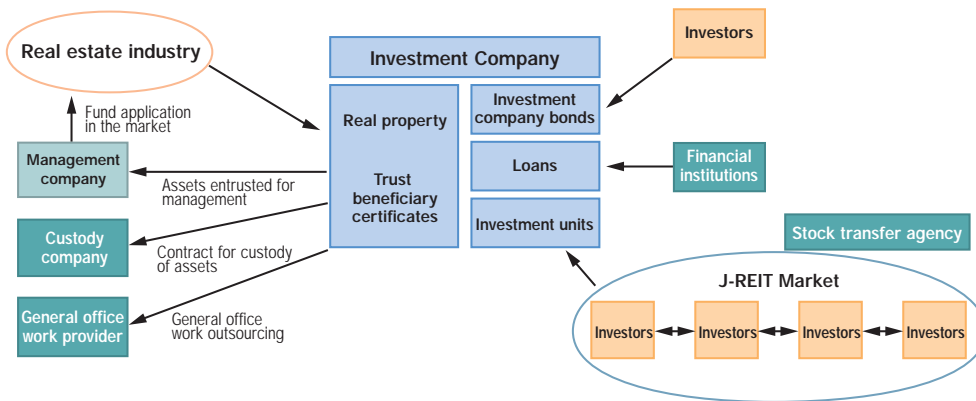 Real estate industry
Investment Company
Investors
Fund application
in the market
Real property
Investment
company bonds
Management
company
Assets entrusted for
management
Trust
beneficiary
certificates
Loans
Financial
institutions
Custody
company
Contract for custody
of assets
Investment units
Stock transfer agency
J-REIT Market
General office
work provider
General office
work outsourcing
Investors
Investors
Investors
Investors